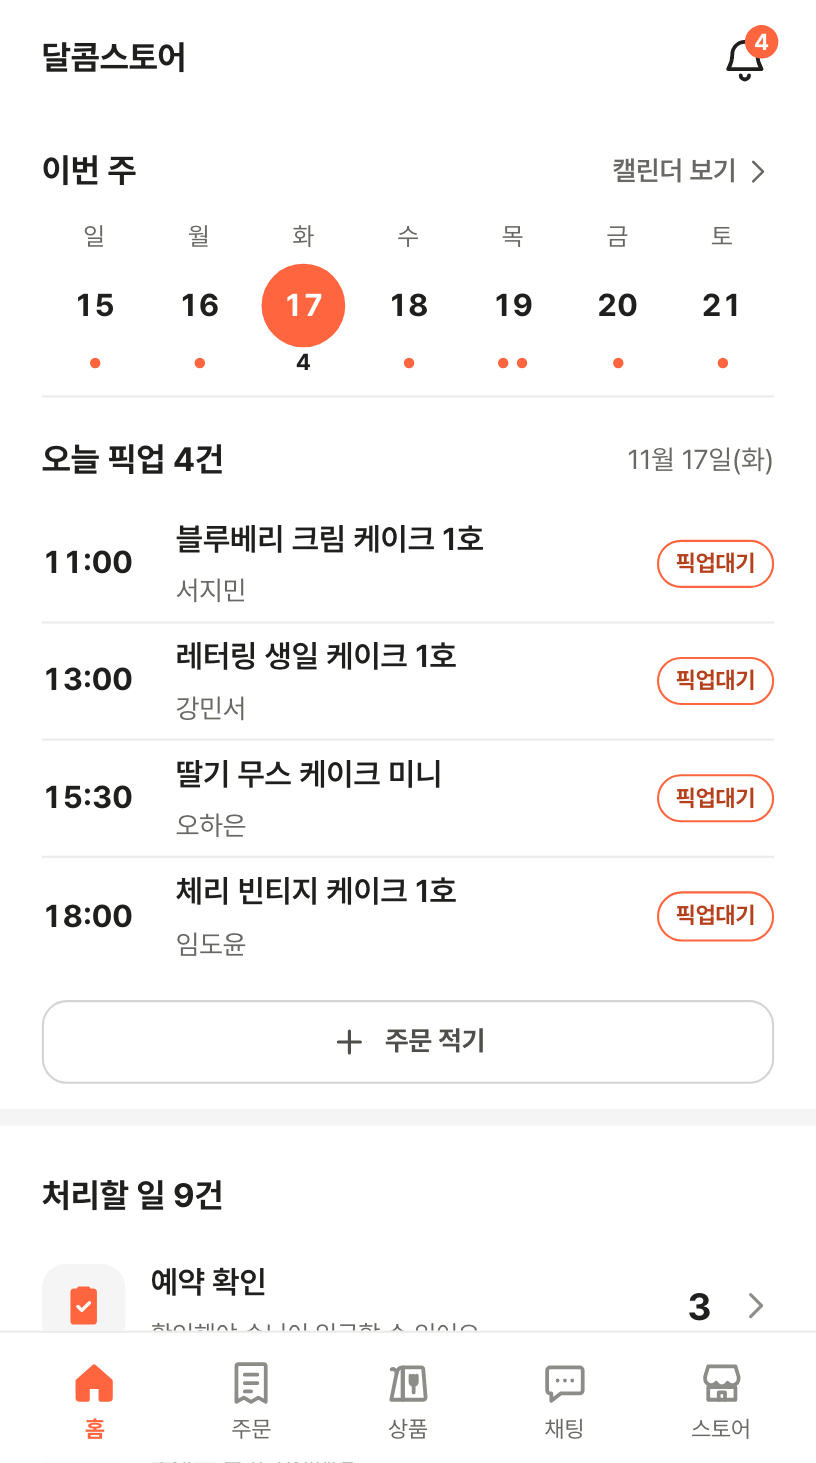 달콤스토어
4
이번 주
캘린더 보기
일 월 화 수 목 금 토
15 16 17 18 19 20 21
4
오늘 픽업 4건
11월 17일(화)
블루베리 크림 케이크 1호
11:00
픽업대기
서지민
레터링 생일 케이크 1호
13:00
픽업대기
강민서
딸기 무스 케이크 미니
15:30
픽업대기
오하은
체리 빈티지 케이크 1호
18:00
픽업대기
임도윤
주문 적기
처리할 일 9건
예약 확인
3
홈 주문 상품 채팅 스토어